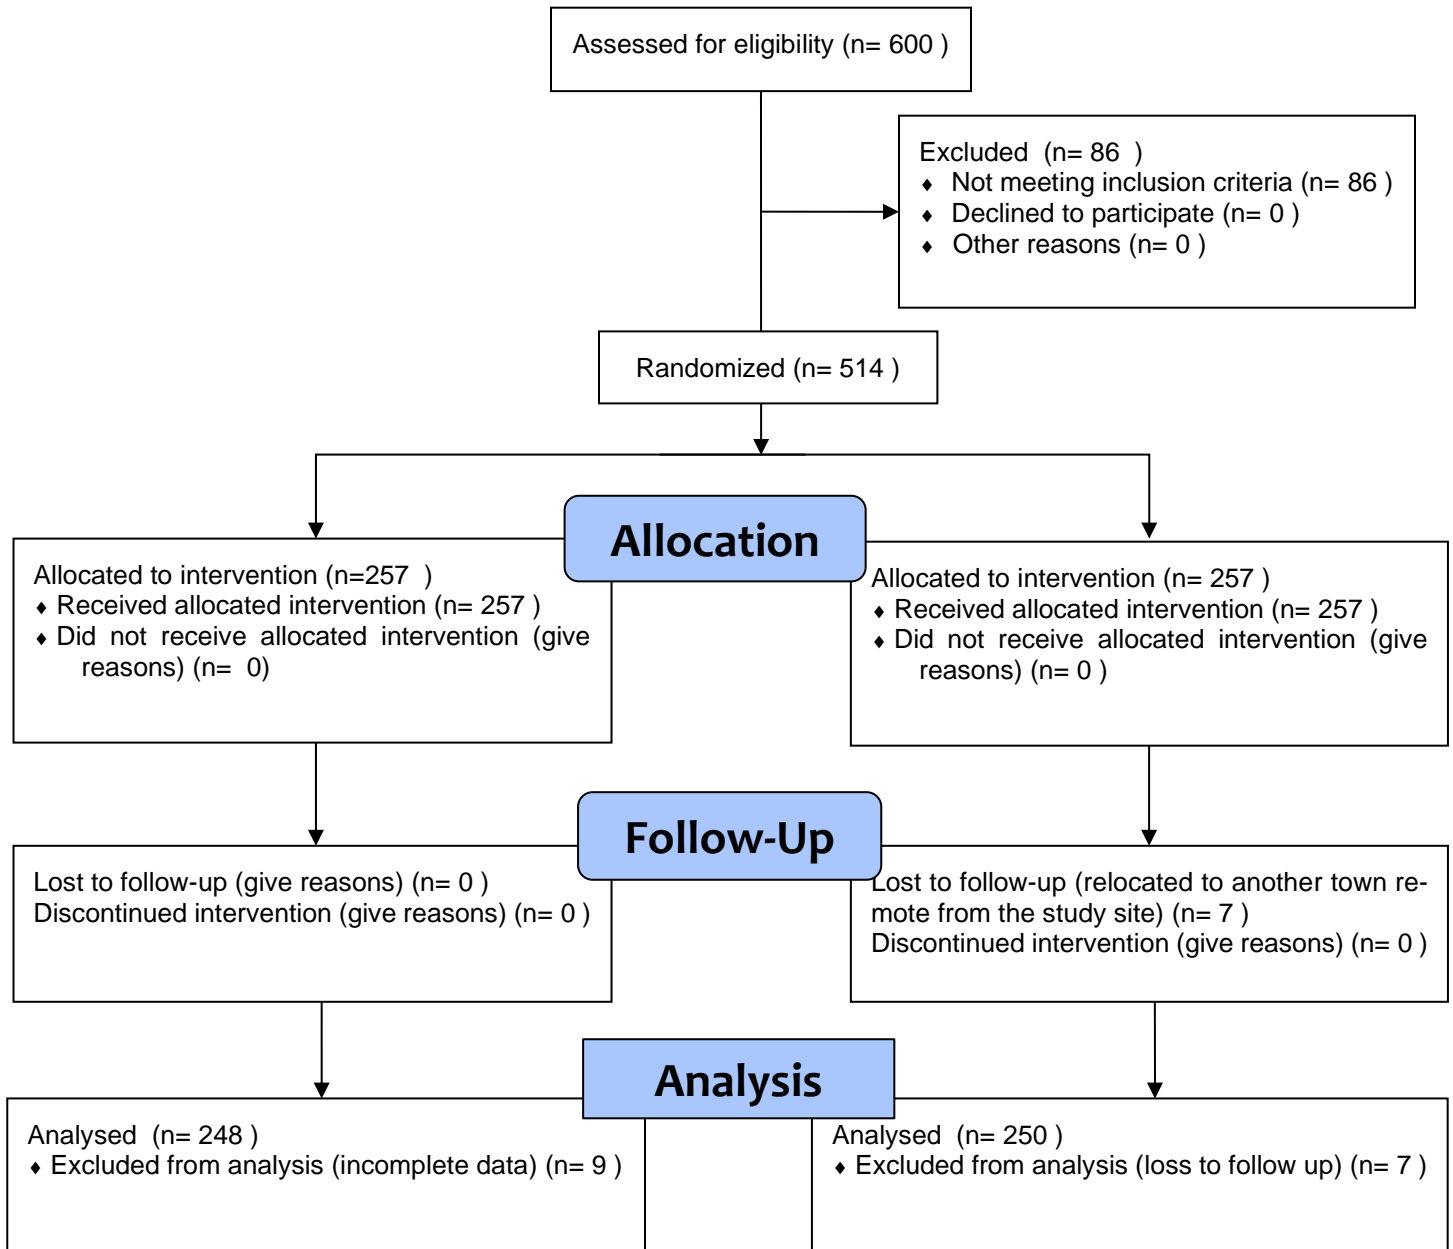 Assessed for eligibility (n= 600 )
Excluded (n= 86 )
♦ Not meeting inclusion criteria (n= 86 )
♦ Declined to participate (n= 0 )
♦ Other reasons (n= 0 )
Randomized (n= 514 )
Allocation
Allocated to intervention (n=257 )
♦ Received allocated intervention (n= 257 )
♦ Did not receive allocated intervention (give
reasons) (n= 0)
Allocated to intervention (n= 257 )
♦ Received allocated intervention (n= 257 )
♦ Did not receive allocated intervention (give
reasons) (n= 0 )
Follow-Up
Lost to follow-up (give reasons) (n= 0 )
Discontinued intervention (give reasons) (n= 0 )
Lost to follow-up (relocated to another town re-
mote from the study site) (n= 7 )
Discontinued intervention (give reasons) (n= 0 )
Analysis
Analysed (n= 248 )
♦ Excluded from analysis (incomplete data) (n= 9 )
Analysed (n= 250 )
♦ Excluded from analysis (loss to follow up) (n= 7 )